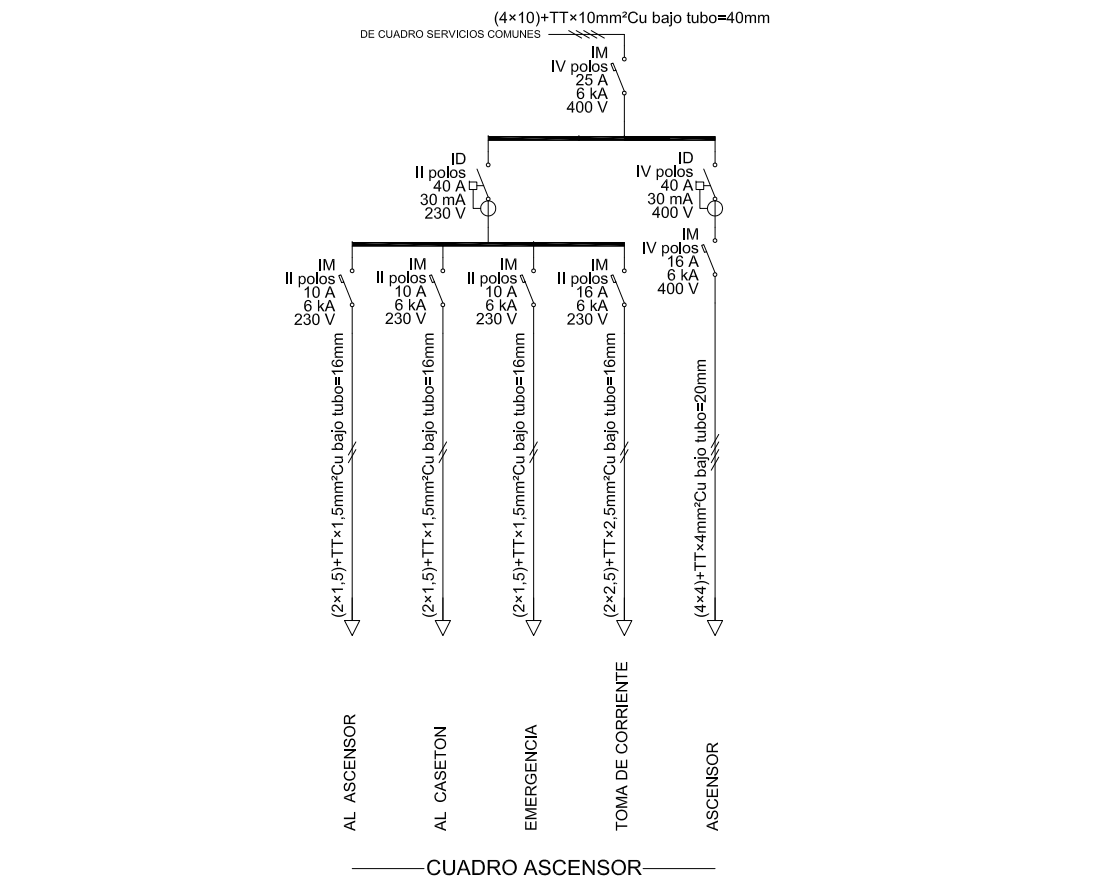 (4×10)+TT×10mm²Cu bajo tubo=40mm
DE CUADRO SERVICIOS COMUNES
IM
IV polos
25 A
6 kA
400 V
ID
II polos
40 A
30 mA
230 V
ID
IV polos
40 A
30 mA
400 V
IM
IV polos
16 A
6 kA
400 V
IM
II polos
10 A
6 kA
230 V
IM
II polos
10 A
6 kA
230 V
IM
II polos
10 A
6 kA
230 V
IM
II polos
16 A
6 kA
230 V
(2×1,5)+TT×1,5mm²Cu bajo tubo=16mm
(2×1,5)+TT×1,5mm²Cu bajo tubo=16mm
(2×1,5)+TT×1,5mm²Cu bajo tubo=16mm
(2×2,5)+TT×2,5mm²Cu bajo tubo=16mm
(4×4)+TT×4mm²Cu bajo tubo=20mm
AL ASCENSOR
AL CASETON
EMERGENCIA
TOMA DE CORRIENTE
ASCENSOR
CUADRO ASCENSOR